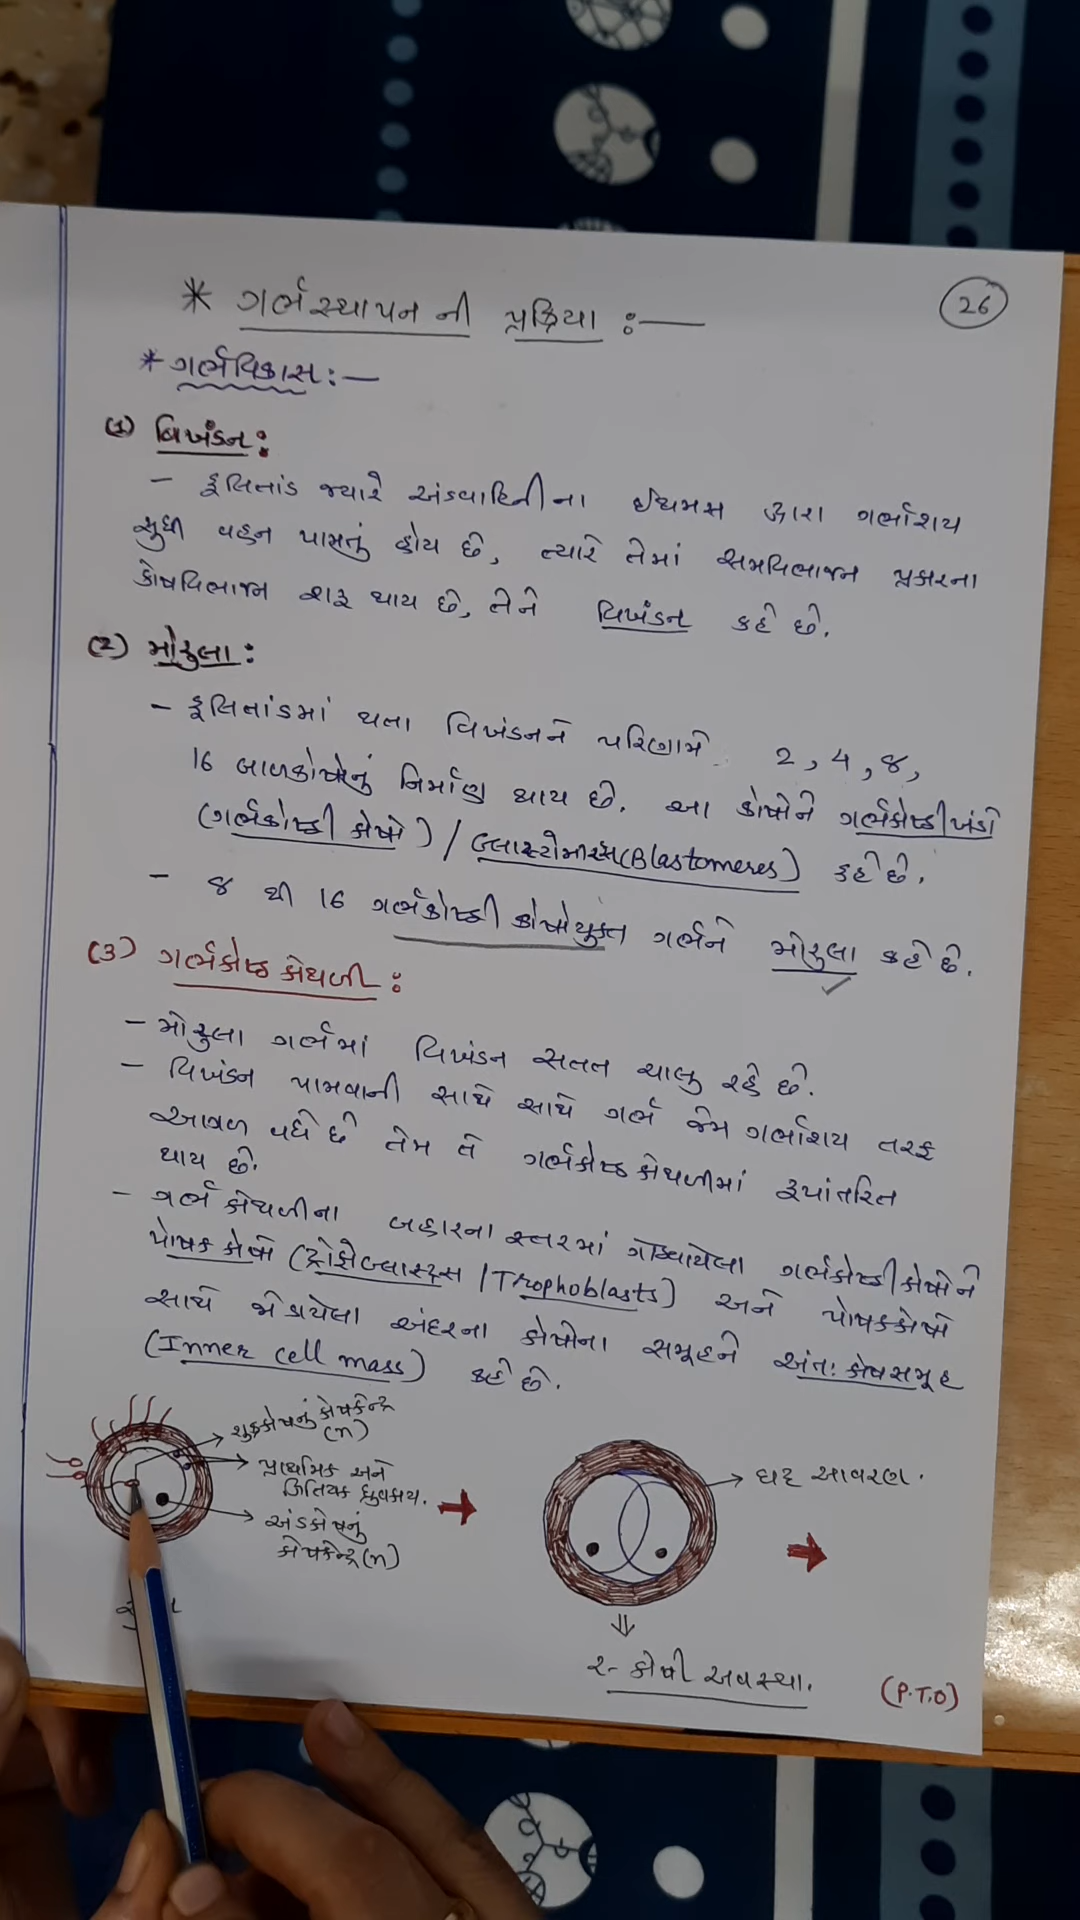 26
* ગર્ભસ્થાપન ની પ્રક્રિયા :—
* ગર્ભવિકાસ :—
(1) વિખંડન :
- ફલિતાંડ જ્યારે અંડવાહિનીના ઈથમસ દ્વારા ગર્ભાશય
સુધી વહન પામતું હોય છે, ત્યારે તેમાં સમવિભાજન પ્રકારના
કોષવિભાજન શરૂ થાય છે, તેને વિખંડન કહે છે.
(2) મોરુલા :
- ફલિતાંડમાં થતા વિખંડનને પરિણામે 2, 4, 8,
16 બાળકોષોનું નિર્માણ થાય છે. આ કોષોને ગર્ભકોષ્ઠીખંડો
(ગર્ભકોષ્ઠી કોષો) / બ્લાસ્ટોમીરસ (Blastomeres) કહે છે.
- 8 થી 16 ગર્ભકોષ્ઠી કોષોયુક્ત ગર્ભને મોરુલા કહે છે.
(3) ગર્ભકોષ્ઠ કોથળી :
- મોરુલા ગર્ભમાં વિખંડન સતત ચાલુ રહે છે.
- વિખંડન પામવાની સાથે સાથે ગર્ભ જેમ ગર્ભાશય તરફ
આગળ વધે છે તેમ તે ગર્ભકોષ્ઠ કોથળીમાં રૂપાંતરિત
થાય છે.
- ગર્ભ કોથળીના બહારના સ્તરમાં ગોઠવાયેલા ગર્ભકોષ્ઠી કોષોને
પોષક કોષો (ટ્રોફોબ્લાસ્ટ્સ / Trophoblasts) અને પોષકકોષો
સાથે જોડાયેલા અંદરના કોષોના સમૂહને અંતઃ કોષસમૂહ
(Inner cell mass) કહે છે.
શુક્રકોષનું કોષકેન્દ્ર
(n)
પ્રાથમિક અને
દ્વિતિયક ધ્રુવકાય.
અંડકોષનું
કોષકેન્દ્ર (n)
ઘટ્ટ આવરણ.
2- કોષી અવસ્થા.
(P.T.O)